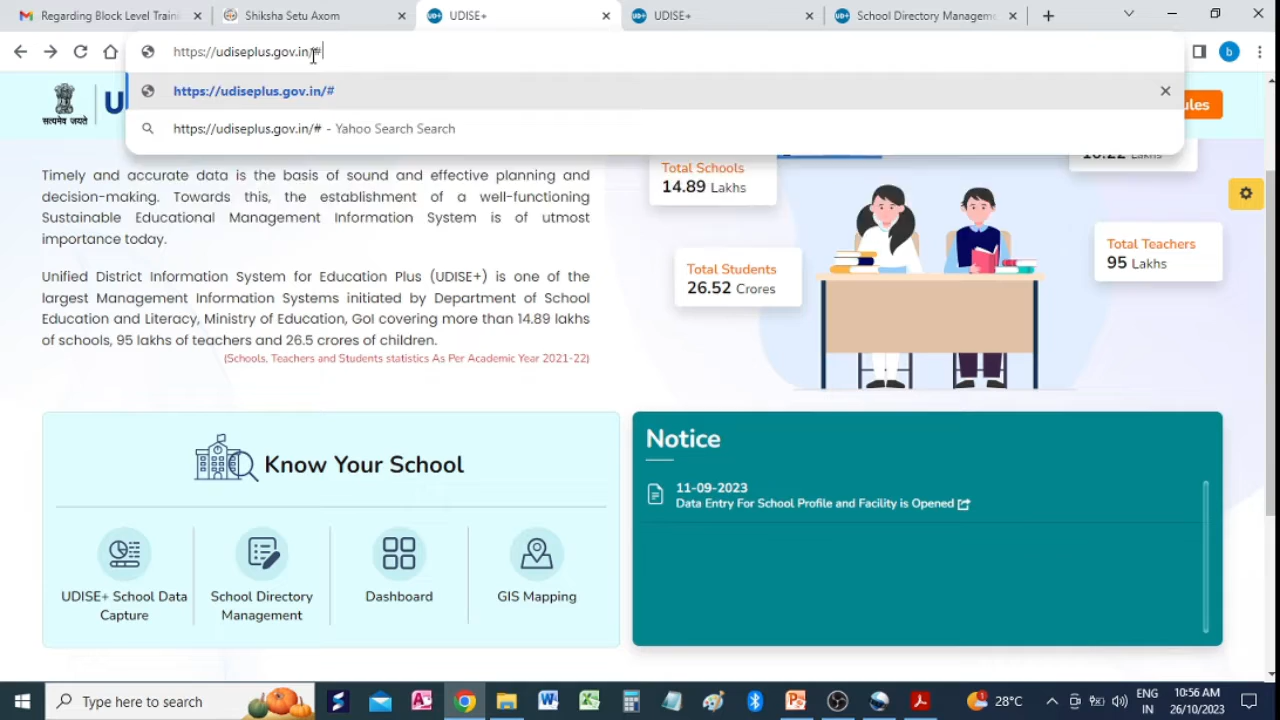 Regarding Block Level Traini
Shiksha Setu Axom
UDISE+
UDISE+
School Directory Managem
https://udiseplus.gov.in/#
b
https://udiseplus.gov.in/#
https://udiseplus.gov.in/# - Yahoo Search Search
सत्यमेव जयते
U
ules
Timely and accurate data is the basis of sound and effective planning and
decision-making. Towards this, the establishment of a well-functioning
Sustainable Educational Management Information System is of utmost
importance today.
Unified District Information System for Education Plus (UDISE+) is one of the
largest Management Information Systems initiated by Department of School
Education and Literacy, Ministry of Education, GoI covering more than 14.89 lakhs
of schools, 95 lakhs of teachers and 26.5 crores of children.
(Schools, Teachers and Students statistics As Per Academic Year 2021-22)
Total Schools
14.89 Lakhs
Lakhs
Total Students
26.52 Crores
Total Teachers
95 Lakhs
Know Your School
UDISE+ School Data
Capture
School Directory
Management
Dashboard
GIS Mapping
Notice
11-09-2023
Data Entry For School Profile and Facility is Opened
Type here to search
28°C
ENG
IN
10:56 AM
26/10/2023